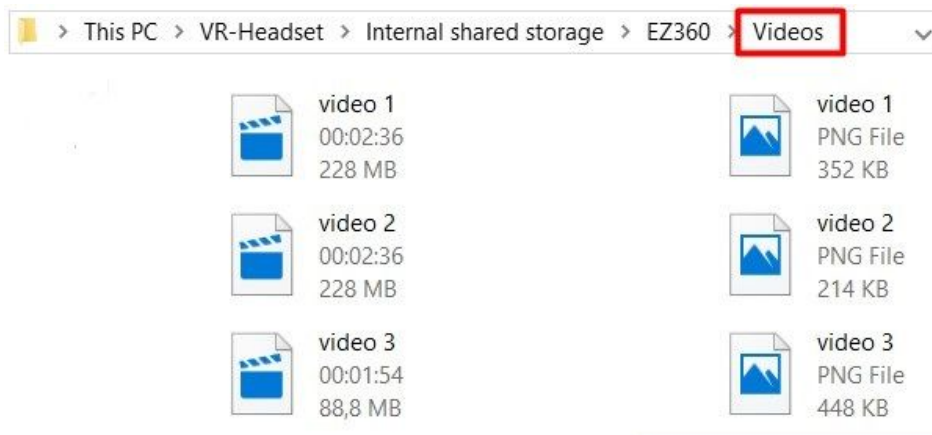 > This PC > VR-Headset > Internal shared storage > EZ360 > Videos
video 1
00:02:36
228 MB
video 1
PNG File
352 KB
video 2
00:02:36
228 MB
video 2
PNG File
214 KB
video 3
00:01:54
88,8 MB
video 3
PNG File
448 KB